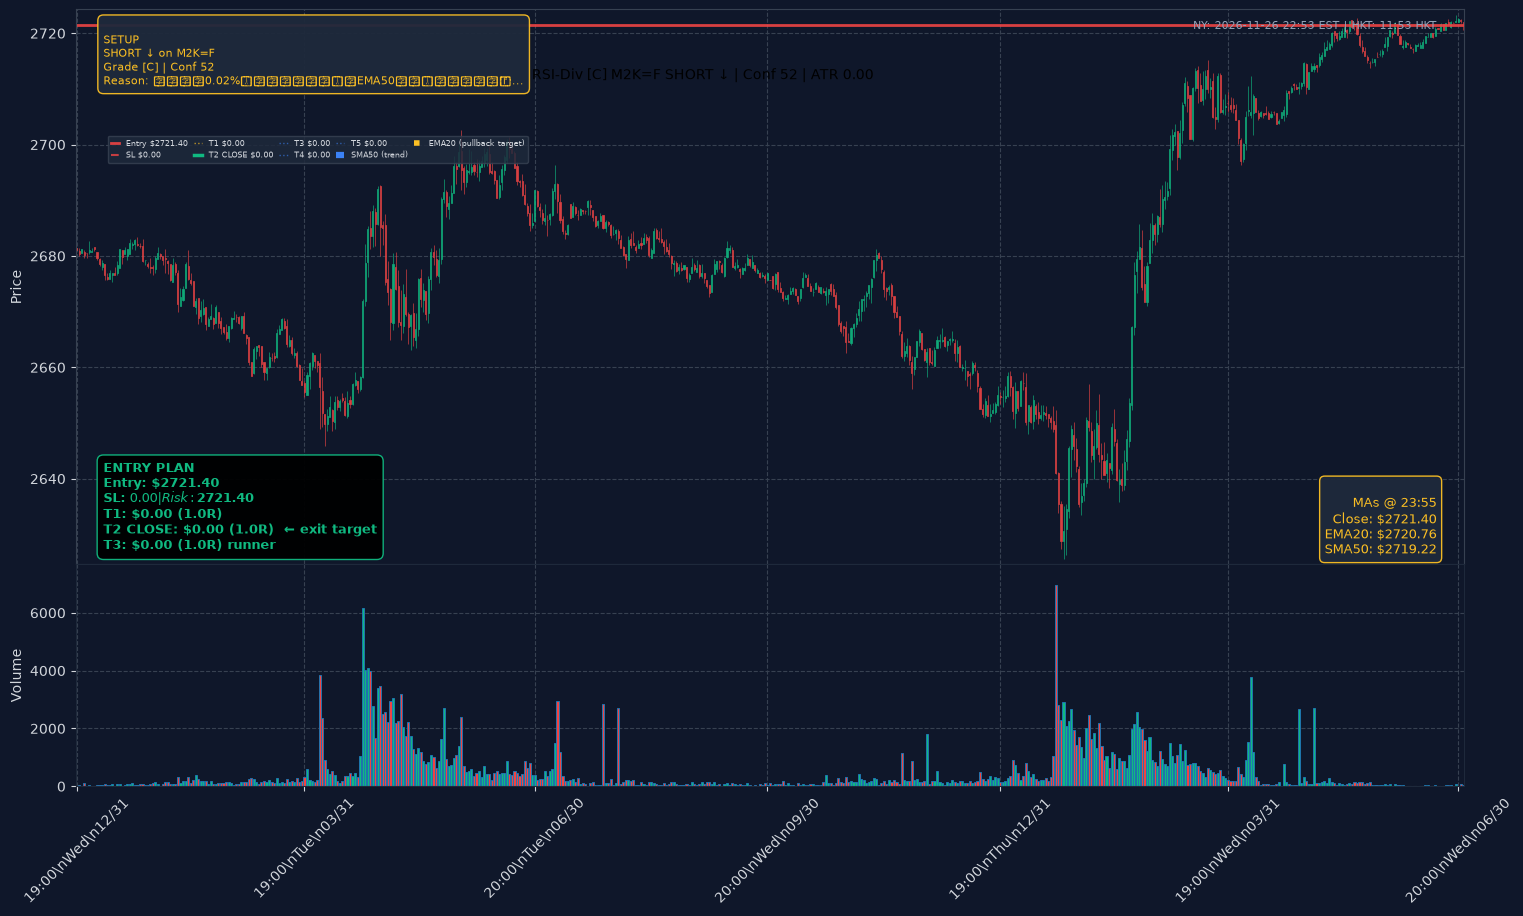 NY: 2026-11-26 22:53 EST | HKT: 11:53 HKT
SETUP
SHORT ↓ on M2K=F
Grade [C] | Conf 52
Reason: 0.02% EMA50 ...
RSI-Div [C] M2K=F SHORT ↓ | Conf 52 | ATR 0.00
Entry $2721.40
SL $0.00
T1 $0.00
T2 CLOSE $0.00
T3 $0.00
T4 $0.00
T5 $0.00
SMA50 (trend)
EMA20 (pullback target)
Price
2720
2700
2680
2660
2640
ENTRY PLAN
Entry: $2721.40
SL: 0.00|Risk:2721.40
T1: $0.00 (1.0R)
T2 CLOSE: $0.00 (1.0R) ← exit target
T3: $0.00 (1.0R) runner
MAs @ 23:55
Close: $2721.40
EMA20: $2720.76
SMA50: $2719.22
Volume
6000
4000
2000
0
19:00\nWed\n12/31
19:00\nTue\n03/31
20:00\nTue\n06/30
20:00\nWed\n09/30
19:00\nThu\n12/31
19:00\nWed\n03/31
20:00\nWed\n06/30